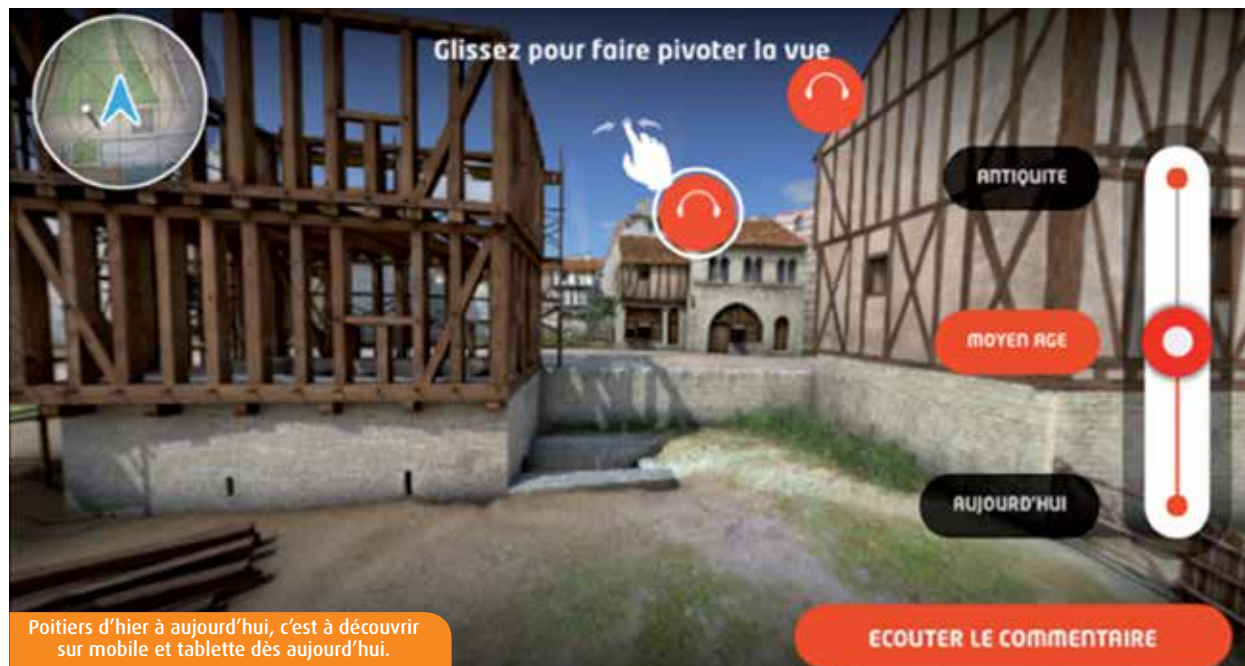 Glissez pour faire pivoter la vue
ANTIQUITE
MOYEN AGE
AUJOURD'HUI
ECOUTER LE COMMENTAIRE
Poitiers d'hier à aujourd'hui, c'est à découvrir
sur mobile et tablette dès aujourd'hui.